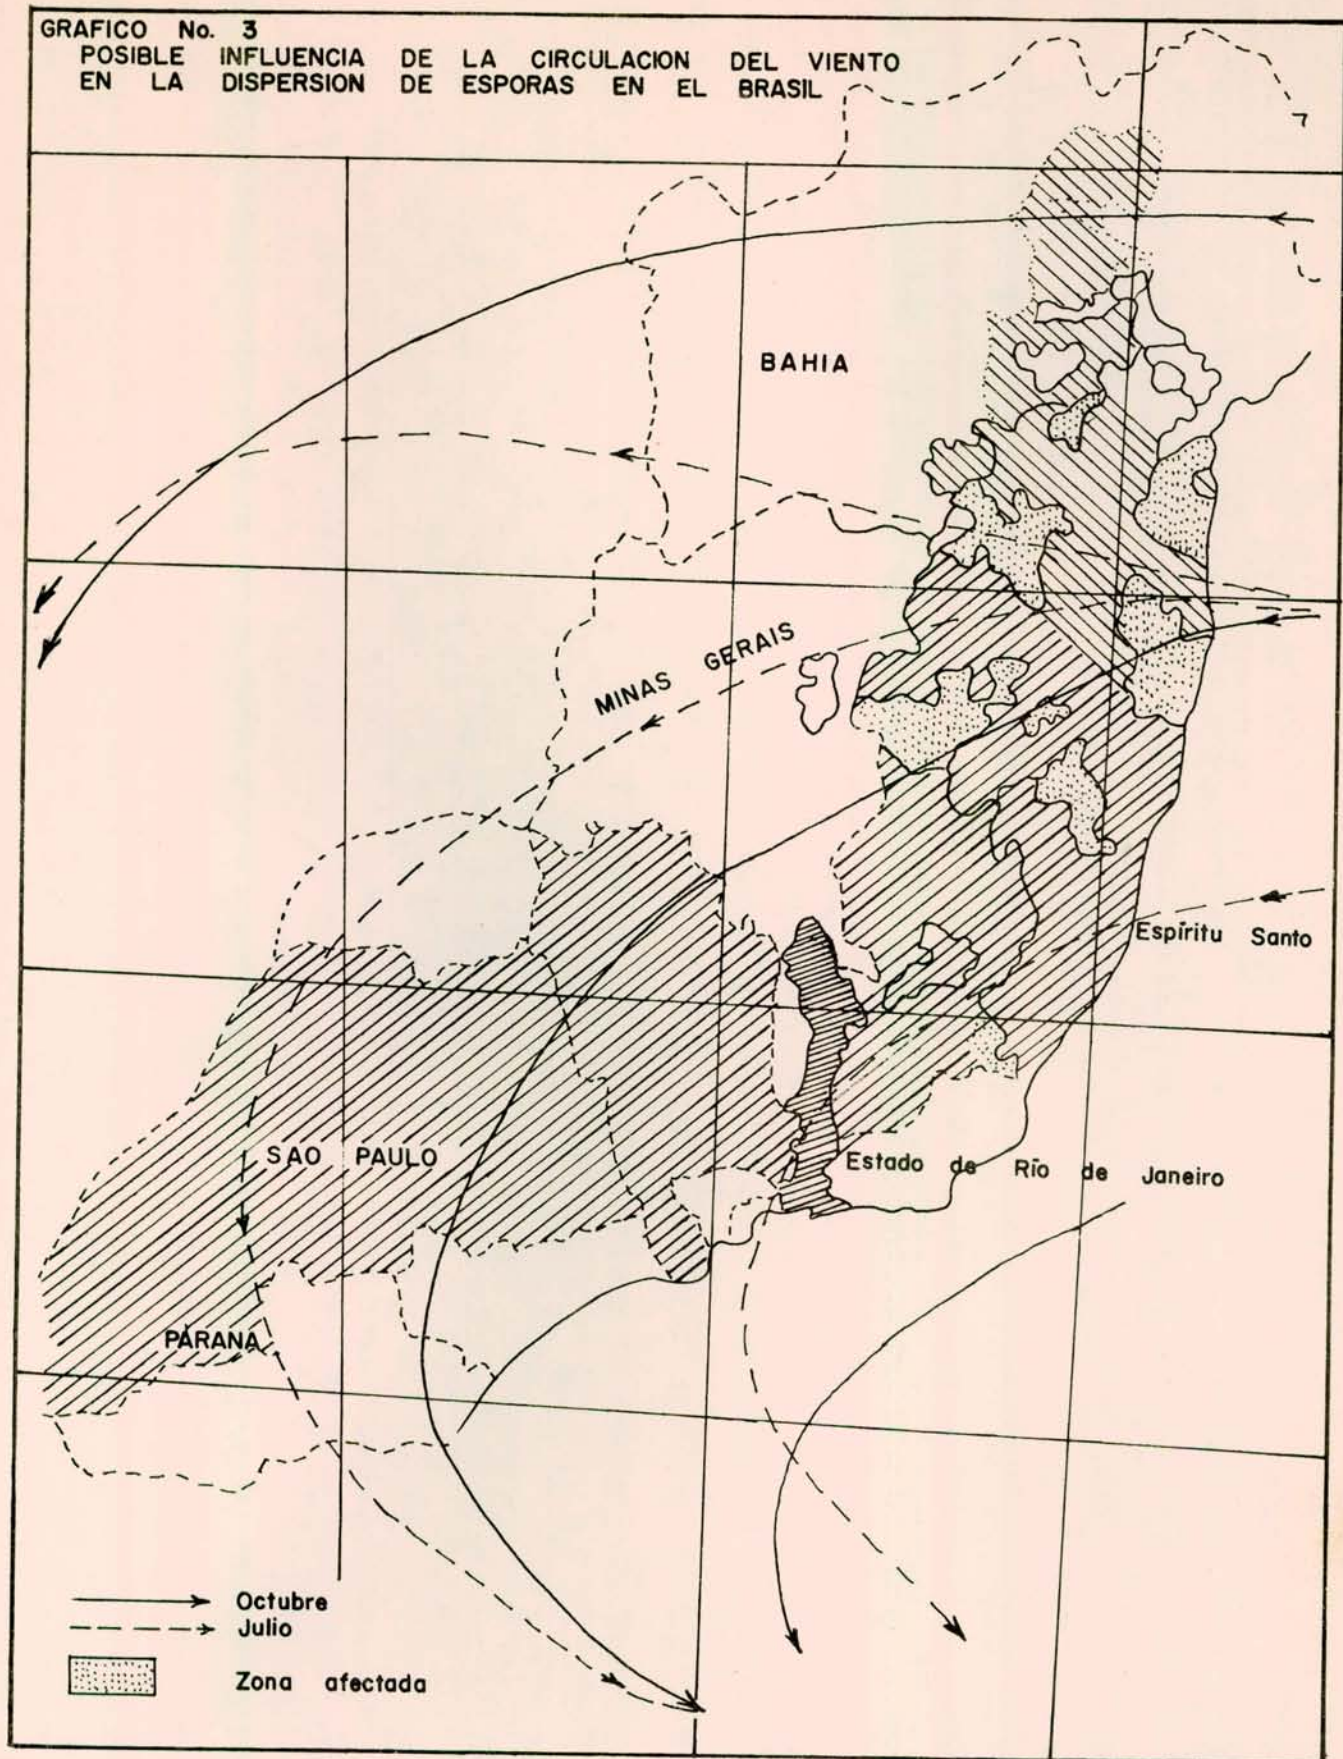 GRAFICO No. 3
POSIBLE INFLUENCIA DE LA CIRCULACION DEL VIENTO
EN LA DISPERSION DE ESPORAS EN EL BRASIL
BAHIA
MINAS GERAIS
Espíritu Santo
SAO PAULO
Estado de Río de Janeiro
PARANA
Octubre
Julio
Zona afectada